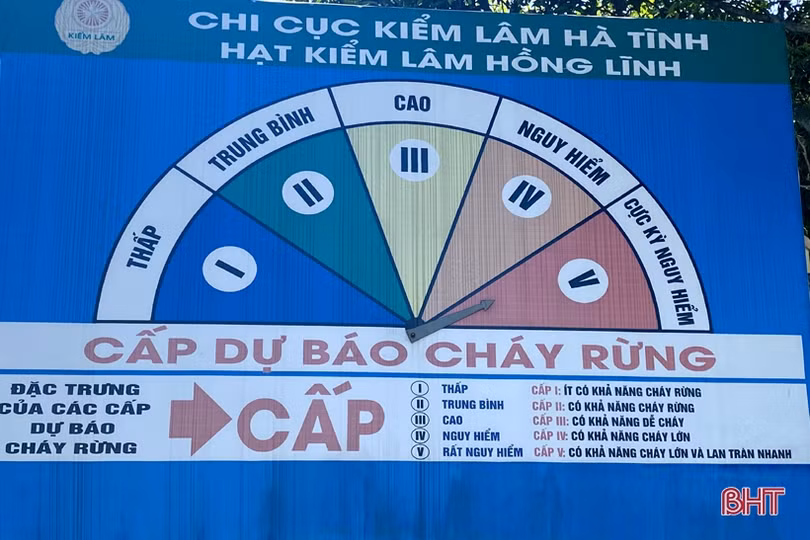 CHI CỤC KIỂM LÂM HÀ TĨNH
HẠT KIỂM LÂM HỒNG LĨNH
KIỂM LÂM
THẤP
TRUNG BÌNH
CAO
NGUY HIỂM
CỰC KỲ NGUY HIỂM
I
II
III
IV
V
CẤP DỰ BÁO CHÁY RỪNG
ĐẶC TRƯNG
CỦA CÁC CẤP
DỰ BÁO
CHÁY RỪNG
CẤP
I THẤP CẤP I: ÍT CÓ KHẢ NĂNG CHÁY RỪNG
II TRUNG BÌNH CẤP II: CÓ KHẢ NĂNG CHÁY RỪNG
III CAO CẤP III: CÓ KHẢ NĂNG DỄ CHÁY
IV NGUY HIỂM CẤP IV: CÓ KHẢ NĂNG CHÁY LỚN
V RẤT NGUY HIỂM CẤP V: CÓ KHẢ NĂNG CHÁY LỚN VÀ LAN TRÀN NHANH
BHT